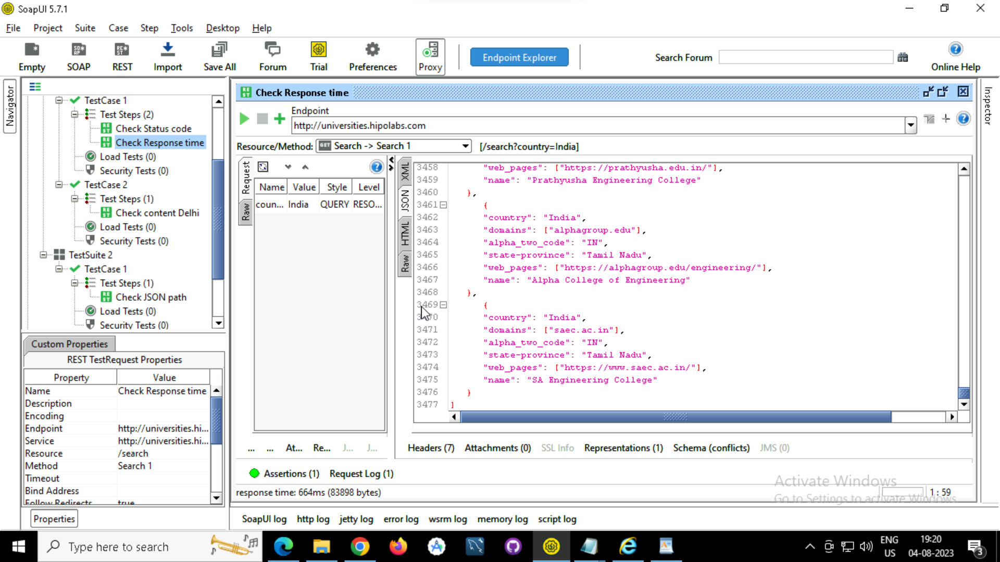 SoapUI 5.7.1
File Project Suite Case Step Tools Desktop Help
Empty SOAP REST Import Save All Forum Trial Preferences Proxy Endpoint Explorer Search Forum Online Help
Navigator
TestCase 1
Test Steps (2)
Check Status code
Check Response time
Load Tests (0)
Security Tests (0)
TestCase 2
Test Steps (1)
Check content Delhi
Load Tests (0)
Security Tests (0)
TestSuite 2
TestCase 1
Test Steps (1)
Check JSON path
Load Tests (0)
Security Tests (0)
Custom Properties
REST TestRequest Properties
Property Value
Name Check Response time
Description
Encoding
Endpoint http://universities.hi...
Service http://universities.hi...
Resource /search
Method Search 1
Timeout
Bind Address
Follow Redirects true
Properties
Check Response time
Endpoint
http://universities.hipolabs.com
Resource/Method: GET Search -> Search 1 [/search?country=India]
Request
Raw
Name Value Style Level
coun... India QUERY RESO...
XML
JSON
HTML
Raw
3458 "web_pages": ["https://prathyusha.edu.in/"],
3459 "name": "Prathyusha Engineering College"
3460 },
3461 {
3462 "country": "India",
3463 "domains": ["alphagroup.edu"],
3464 "alpha_two_code": "IN",
3465 "state-province": "Tamil Nadu",
3466 "web_pages": ["https://alphagroup.edu/engineering/"],
3467 "name": "Alpha College of Engineering"
3468 },
3469 {
3470 "country": "India",
3471 "domains": ["saec.ac.in"],
3472 "alpha_two_code": "IN",
3473 "state-province": "Tamil Nadu",
3474 "web_pages": ["https://www.saec.ac.in/"],
3475 "name": "SA Engineering College"
3476 }
3477 ]
... ... At... Re... J... J...
Headers (7) Attachments (0) SSL Info Representations (1) Schema (conflicts) JMS (0)
Assertions (1) Request Log (1)
response time: 664ms (83898 bytes)
1 : 59
Activate Windows
Go to Settings to activate Windows.
Inspector
SoapUI log http log jetty log error log wsrm log memory log script log
Type here to search
ENG
US
19:20
04-08-2023
3